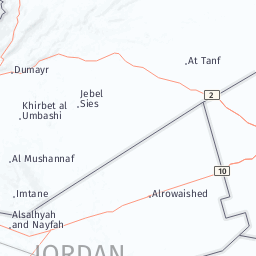 At Tanf
Dumayr
Jebel
Sies
2
Khirbet al
Umbashi
Al Mushannaf
10
Imtane
Alrowaished
Alsalhyah
and Nayfah
JORDAN